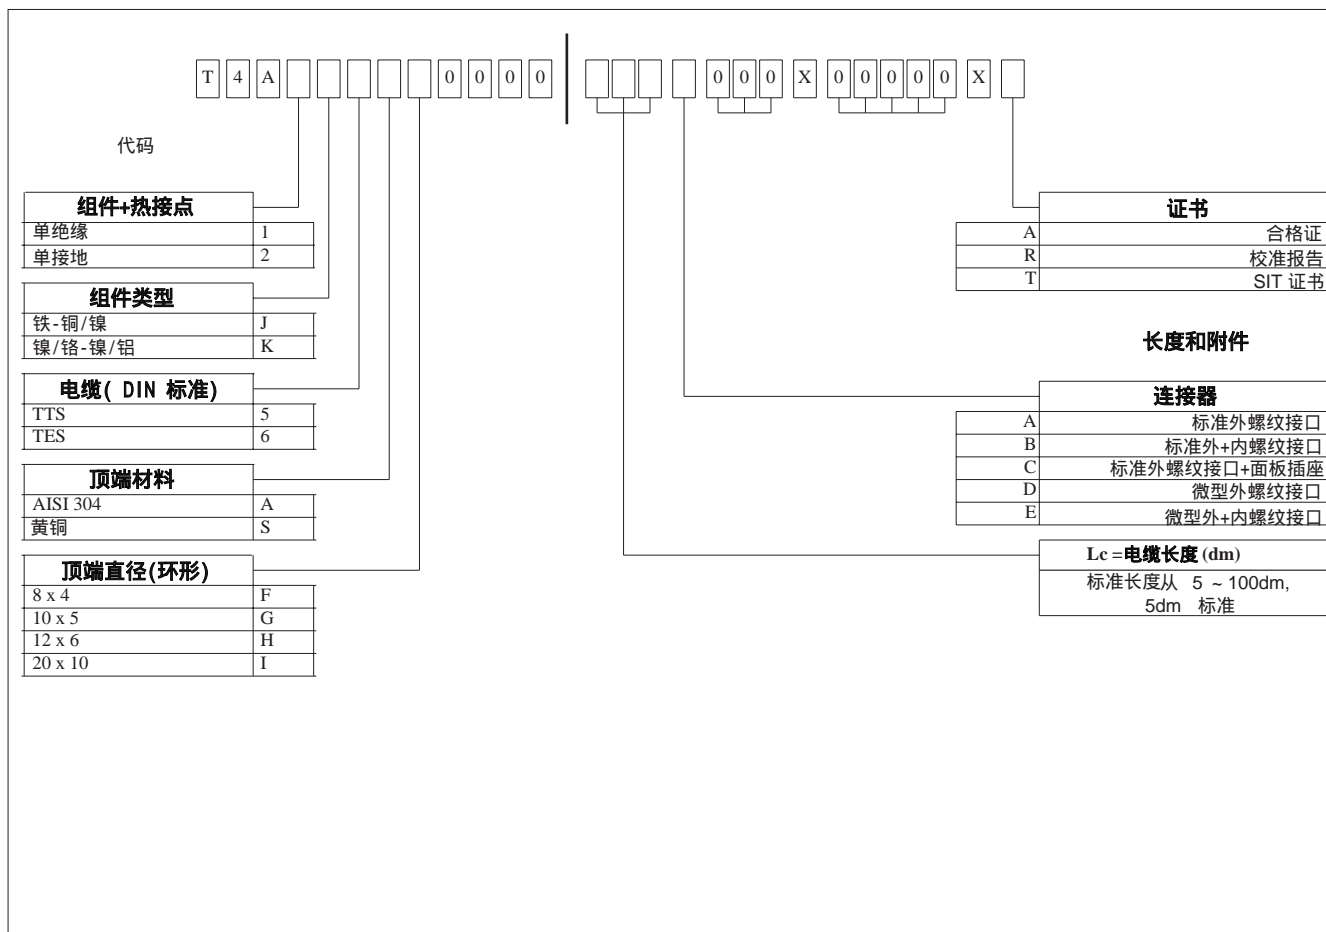 T 4 A 0 0 0 0 0 0 0 X 0 0 0 0 0 X
代码
组件+热接点
单绝缘 1
单接地 2
组件类型
铁-铜/镍 J
镍/铬-镍/铝 K
电缆( DIN 标准)
TTS 5
TES 6
顶端材料
AISI 304 A
黄铜 S
顶端直径(环形)
8 x 4 F
10 x 5 G
12 x 6 H
20 x 10 I
证书
A 合格证
R 校准报告
T SIT 证书
长度和附件
连接器
A 标准外螺纹接口
B 标准外+内螺纹接口
C 标准外螺纹接口+面板插座
D 微型外螺纹接口
E 微型外+内螺纹接口
Lc =电缆长度 (dm)
标准长度从 5 ~ 100dm,
5dm 标准